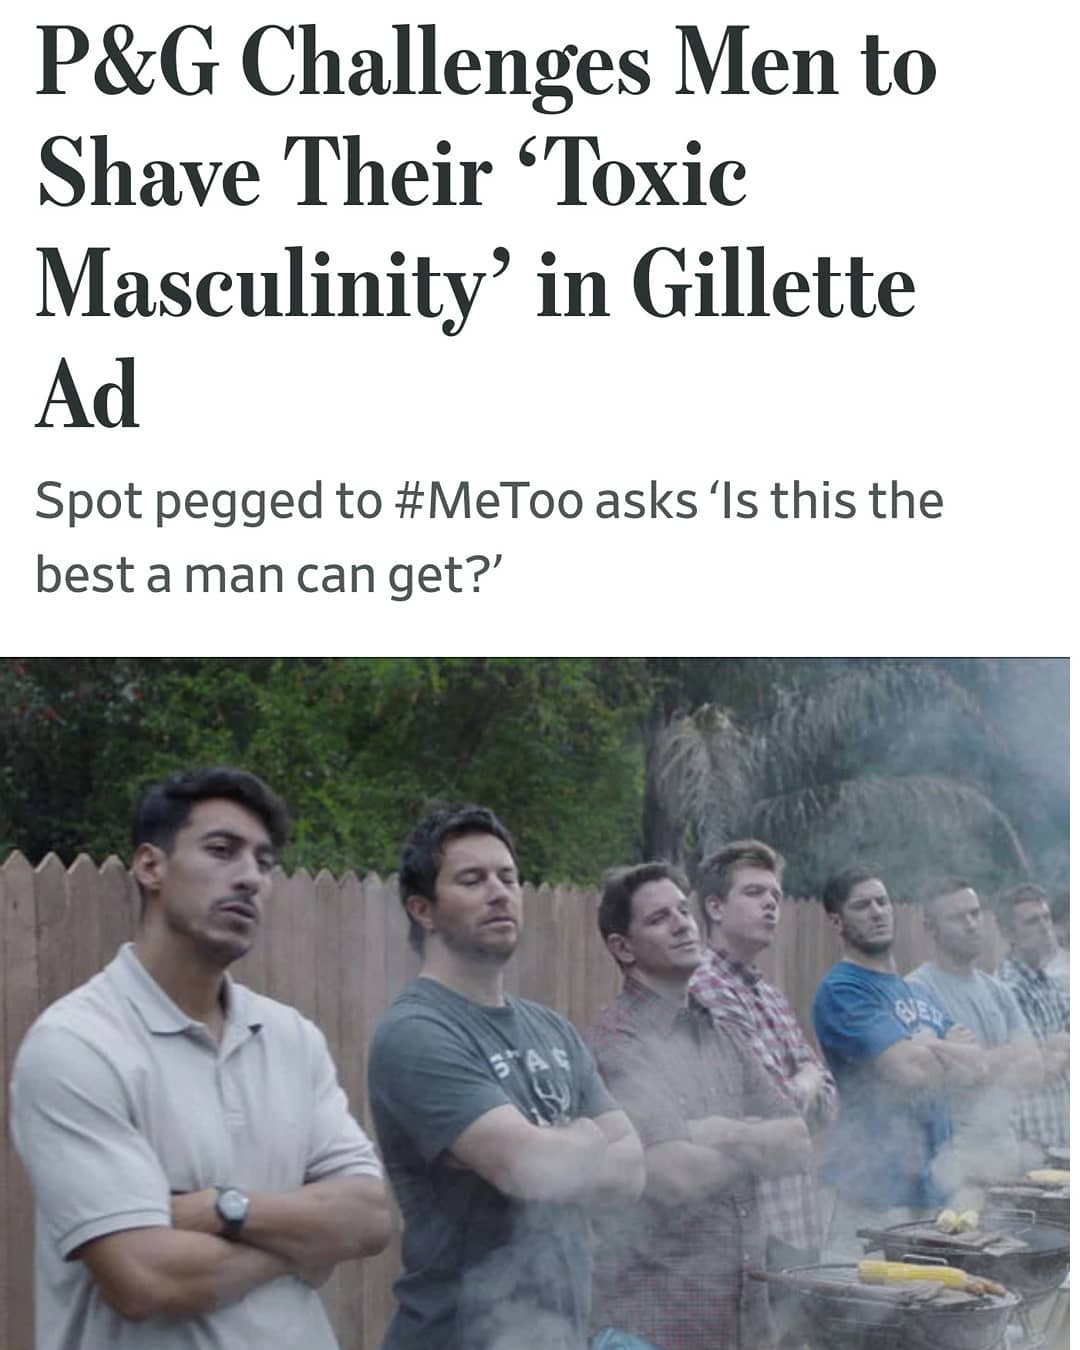 P&G Challenges Men to
Shave Their ‘Toxic
Masculinity’ in Gillette
Ad
Spot pegged to #MeToo asks ‘Is this the
best a man can get?’
STAG